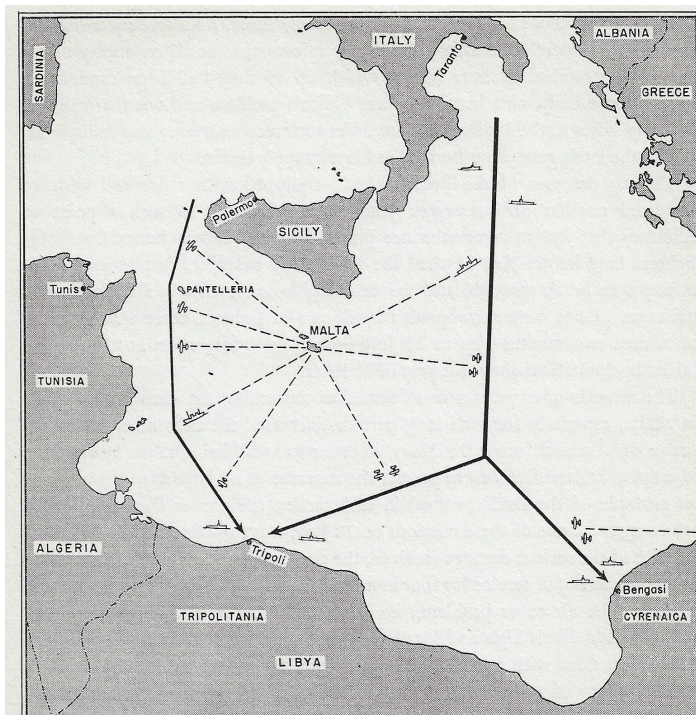 ITALY
ALBANIA
SARDINIA
Taranto
GREECE
Palermo
SICILY
Tunis
PANTELLERIA
MALTA
TUNISIA
ALGERIA
Tripoli
Bengasi
TRIPOLITANIA
CYRENAICA
LIBYA